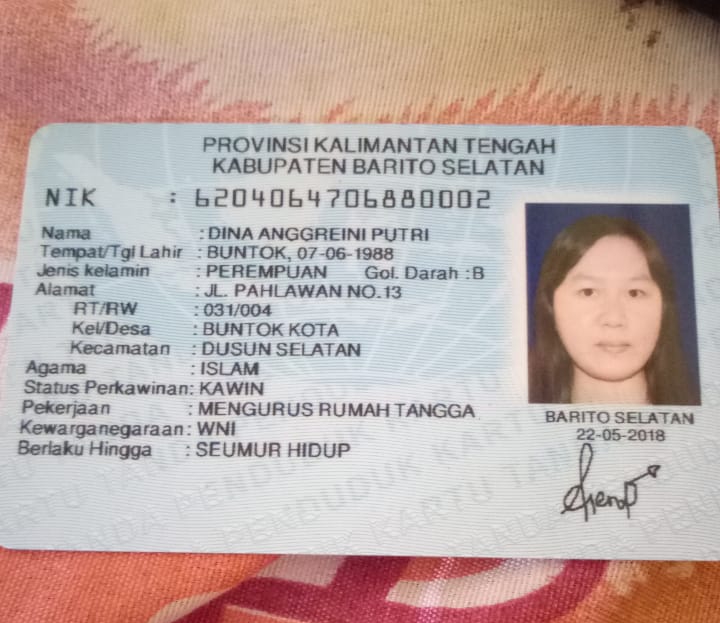 PROVINSI KALIMANTAN TENGAH
KABUPATEN BARITO SELATAN
NIK : 6204064706880002
Nama : DINA ANGGREINI PUTRI
Tempat/Tgl Lahir : BUNTOK, 07-06-1988
Jenis kelamin : PEREMPUAN Gol. Darah : B
Alamat : JL. PAHLAWAN NO.13
RT/RW : 031/004
Kel/Desa : BUNTOK KOTA
Kecamatan : DUSUN SELATAN
Agama : ISLAM
Status Perkawinan: KAWIN
Pekerjaan : MENGURUS RUMAH TANGGA
Kewarganegaraan: WNI
Berlaku Hingga : SEUMUR HIDUP
BARITO SELATAN
22-05-2018